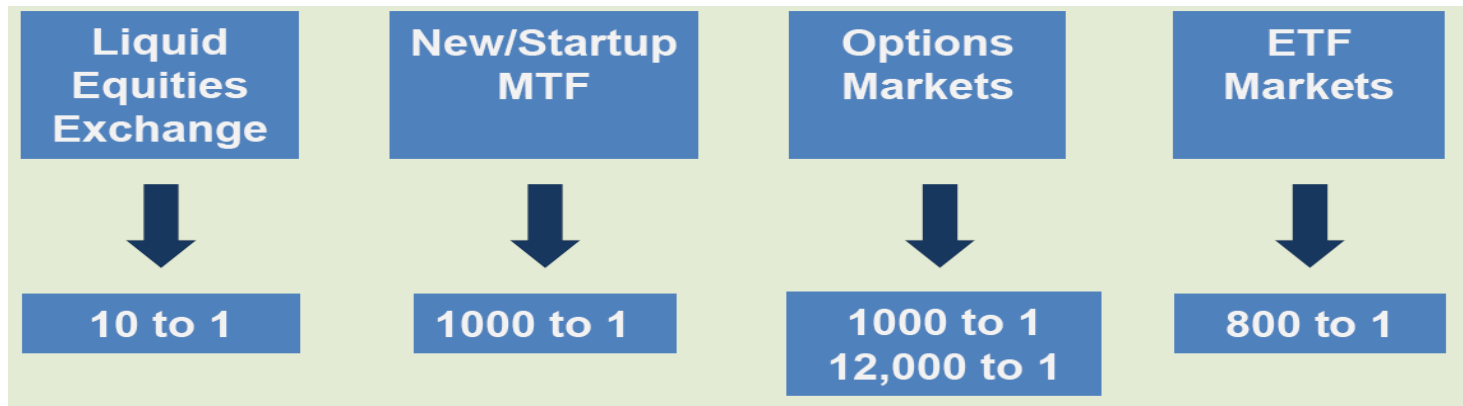 Liquid
Equities
Exchange
New/Startup
MTF
Options
Markets
ETF
Markets
10 to 1
1000 to 1
1000 to 1
12,000 to 1
800 to 1